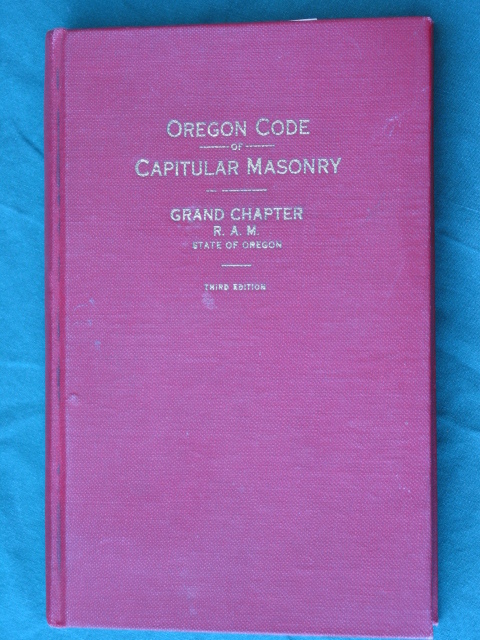 OREGON CODE
OF
CAPITULAR MASONRY
GRAND CHAPTER
R. A. M.
STATE OF OREGON
THIRD EDITION